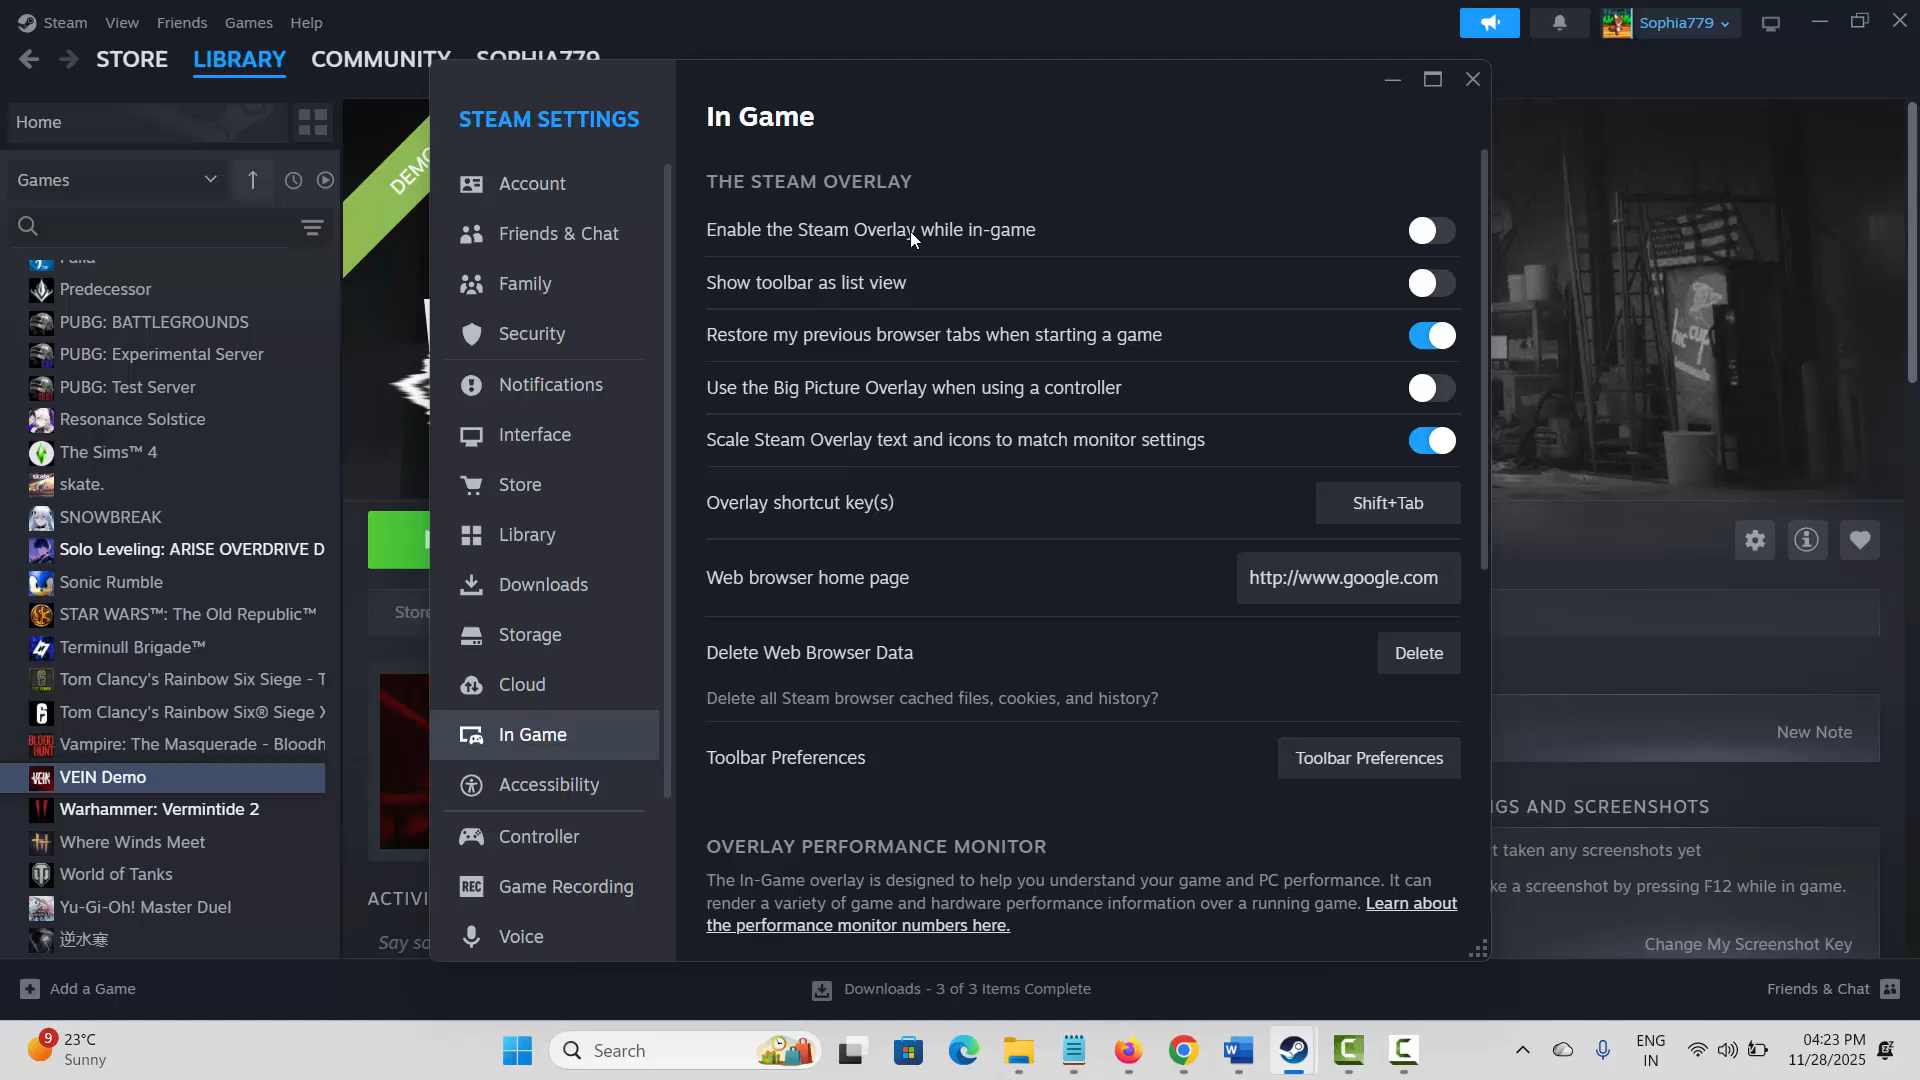 Steam View Friends Games Help
Sophia779
STORE LIBRARY COMMUNITY SOPHIA779
Home
Games
Palia
Predecessor
PUBG: BATTLEGROUNDS
PUBG: Experimental Server
PUBG: Test Server
Resonance Solstice
The Sims™ 4
skate.
SNOWBREAK
Solo Leveling: ARISE OVERDRIVE D
Sonic Rumble
STAR WARS™: The Old Republic™
Terminull Brigade™
Tom Clancy's Rainbow Six Siege - T
Tom Clancy's Rainbow Six® Siege X
Vampire: The Masquerade - Bloodh
VEIN Demo
Warhammer: Vermintide 2
Where Winds Meet
World of Tanks
Yu-Gi-Oh! Master Duel
逆水寒
DEMO
Store
ACTIVI
Say so
STEAM SETTINGS
Account
Friends & Chat
Family
Security
Notifications
Interface
Store
Library
Downloads
Storage
Cloud
In Game
Accessibility
Controller
REC Game Recording
Voice
In Game
THE STEAM OVERLAY
Enable the Steam Overlay while in-game
Show toolbar as list view
Restore my previous browser tabs when starting a game
Use the Big Picture Overlay when using a controller
Scale Steam Overlay text and icons to match monitor settings
Overlay shortcut key(s) Shift+Tab
Web browser home page http://www.google.com
Delete Web Browser Data Delete
Delete all Steam browser cached files, cookies, and history?
Toolbar Preferences Toolbar Preferences
OVERLAY PERFORMANCE MONITOR
The In-Game overlay is designed to help you understand your game and PC performance. It can
render a variety of game and hardware performance information over a running game. Learn about
the performance monitor numbers here.
hic cup
New Note
GS AND SCREENSHOTS
t taken any screenshots yet
ke a screenshot by pressing F12 while in game.
Change My Screenshot Key
Add a Game
Downloads - 3 of 3 Items Complete
Friends & Chat
9
23°C
Sunny
Search
ENG
IN
04:23 PM
11/28/2025